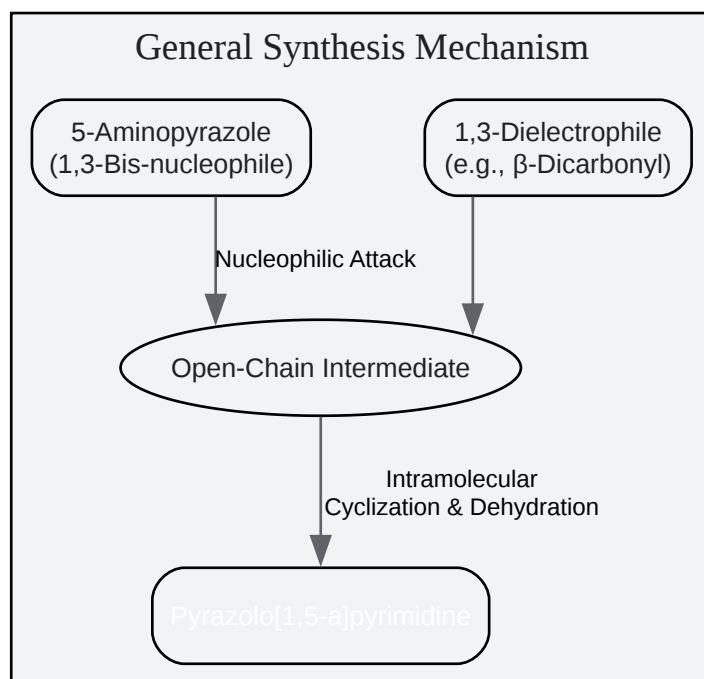 General Synthesis Mechanism
5-Aminopyrazole
(1,3-Bis-nucleophile)
1,3-Dielectrophile
(e.g., β-Dicarbonyl)
Nucleophilic Attack
Open-Chain Intermediate
Intramolecular
Cyclization & Dehydration
Pyrazolo[1,5-a]pyrimidine